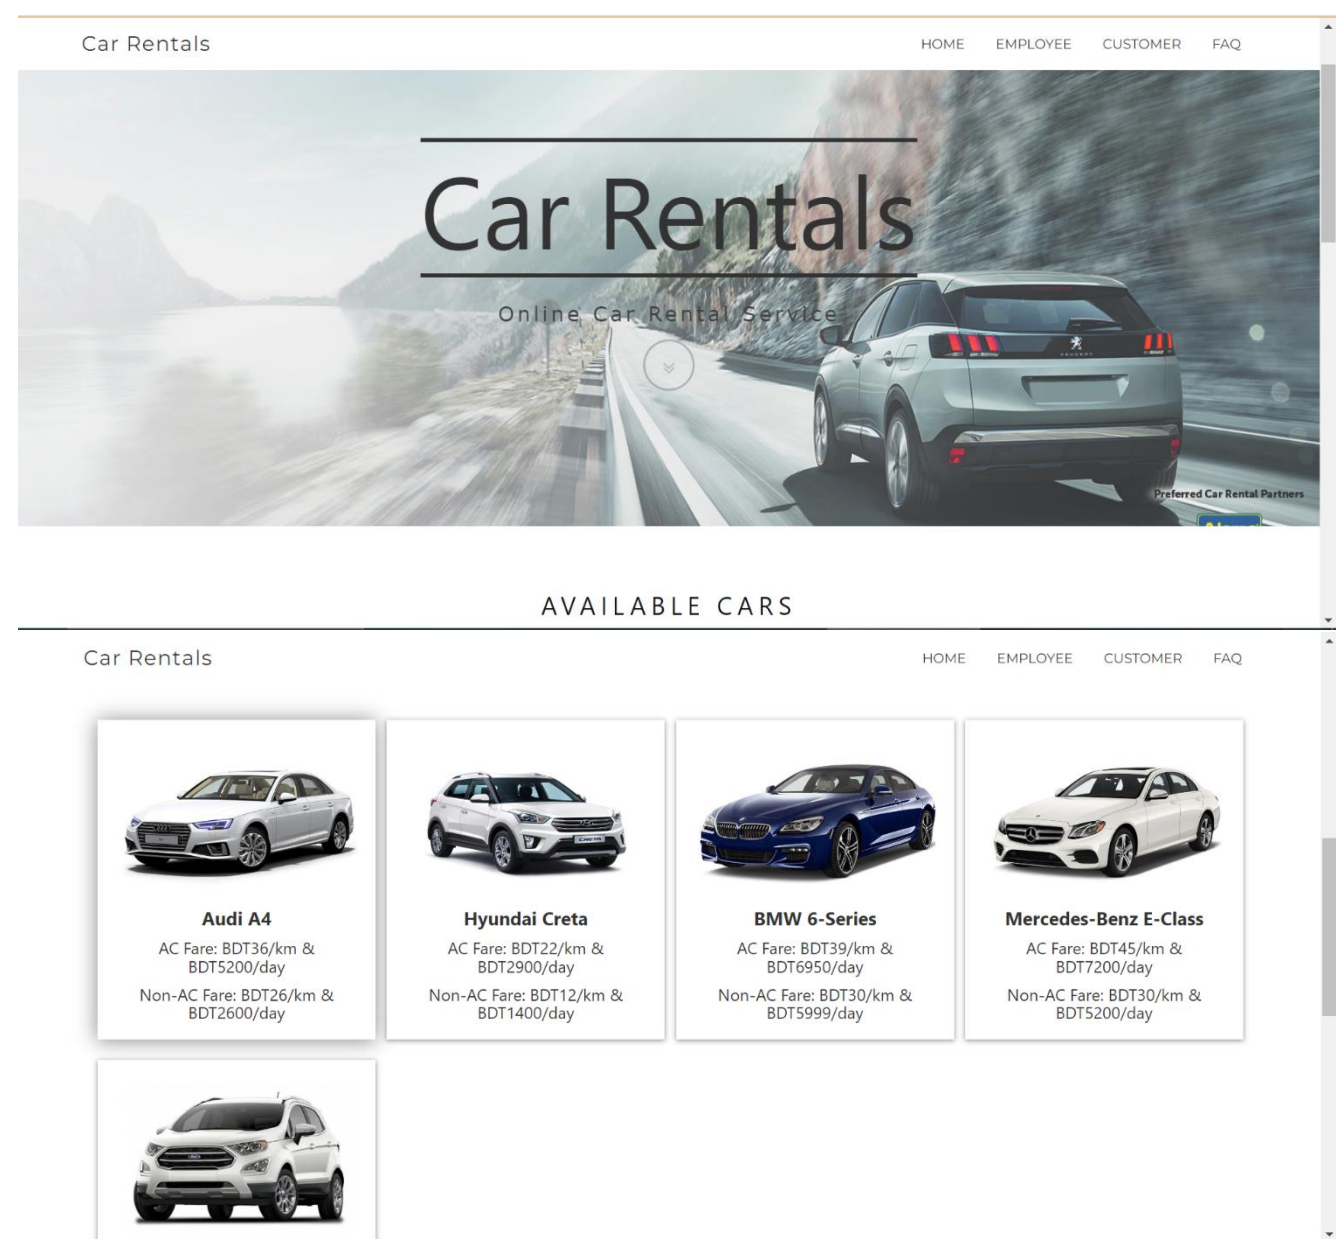 Car Rentals
HOME EMPLOYEE CUSTOMER FAQ
Car Rentals
Online Car Rental Service
PEUGEOT
Preferred Car Rental Partners
AVAILABLE CARS
Car Rentals
HOME EMPLOYEE CUSTOMER FAQ
Audi A4
AC Fare: BDT36/km &
BDT5200/day
Non-AC Fare: BDT26/km &
BDT2600/day
Hyundai Creta
AC Fare: BDT22/km &
BDT2900/day
Non-AC Fare: BDT12/km &
BDT1400/day
BMW 6-Series
AC Fare: BDT39/km &
BDT6950/day
Non-AC Fare: BDT30/km &
BDT5999/day
Mercedes-Benz E-Class
AC Fare: BDT45/km &
BDT7200/day
Non-AC Fare: BDT30/km &
BDT5200/day